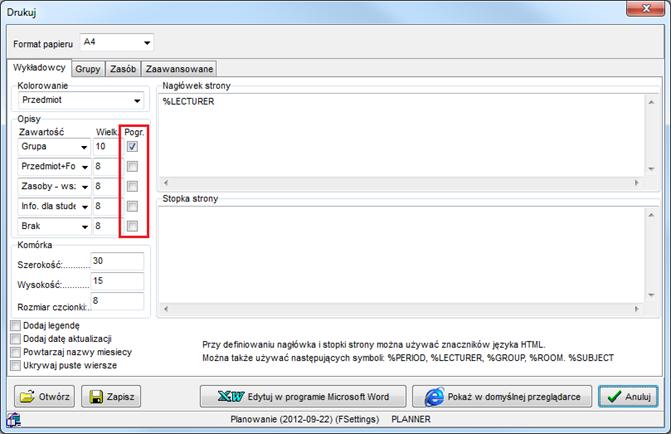 Drukuj
Format papieru A4
Wykładowcy Grupy Zasób Zaawansowane
Kolorowanie
Przedmiot
Opisy
Zawartość Wielk. Pogr.
Grupa 10
Przedmiot+Fo 8
Zasoby - wsz 8
Info. dla stude 8
Brak 8
Komórka
Szerokość:............ 30
Wysokość:............ 15
Rozmiar czcionki:.. 8
Dodaj legendę
Dodaj datę aktualizacji
Powtarzaj nazwy miesiecy
Ukrywaj puste wiersze
Nagłówek strony
%LECTURER
Stopka strony
Przy definiowaniu nagłówka i stopki strony można używać znaczników języka HTML.
Można także używać następujących symboli: %PERIOD, %LECTURER, %GROUP, %ROOM. %SUBJECT
Otwórz Zapisz Edytuj w programie Microsoft Word Pokaż w domyślnej przeglądarce Anuluj
Planowanie (2012-09-22) (FSettings) PLANNER